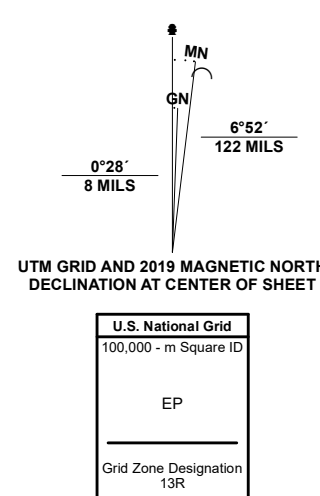 MN
GN
6°52´
122 MILS
0°28´
8 MILS
UTM GRID AND 2019 MAGNETIC NORTH
DECLINATION AT CENTER OF SHEET
U.S. National Grid
100,000 - m Square ID
EP
Grid Zone Designation
13R